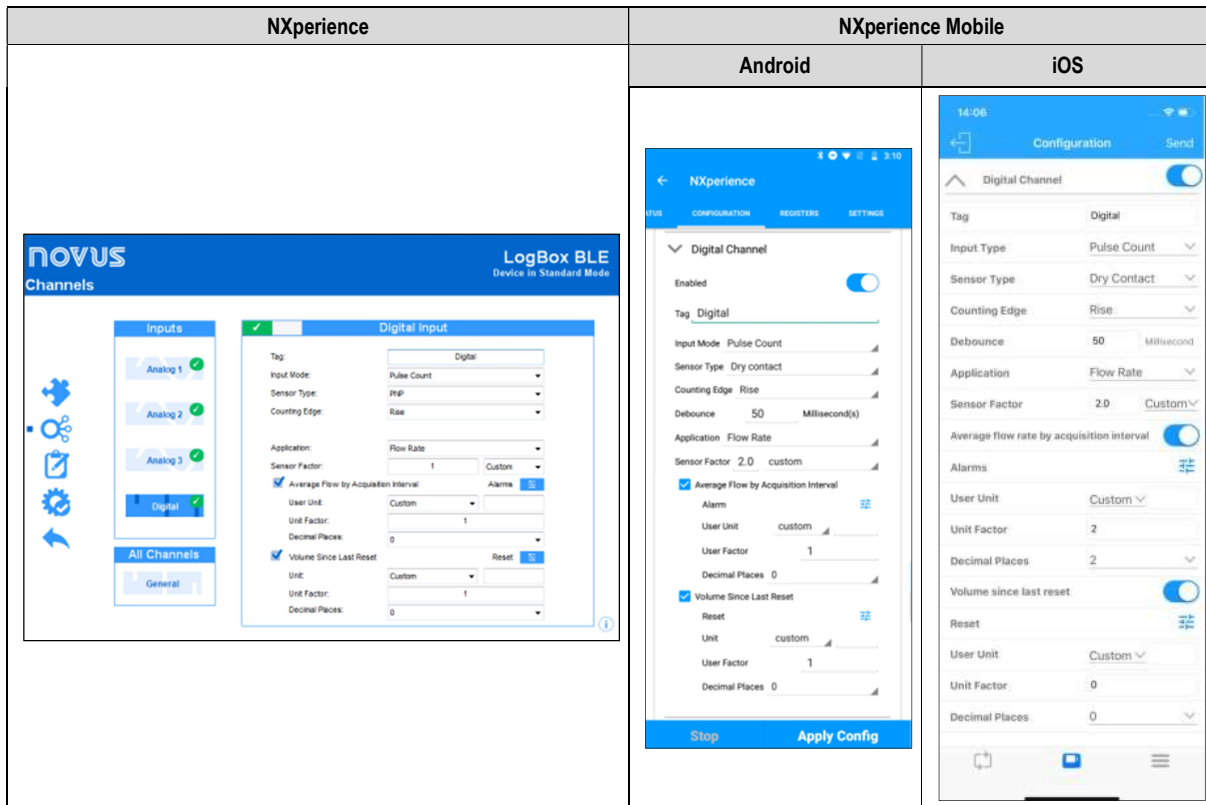 NXperience
NXperience Mobile
Android
iOS
novus
LogBox BLE
Device in Standard Mode
Channels
Inputs
Analog 1
Analog 2
Analog 3
Digital
All Channels
General
Digital Input
Tag: Digital
Input Mode: Pulse Count
Sensor Type: PNP
Counting Edge: Rise
Application: Flow Rate
Sensor Factor: 1 Custom
Average Flow by Acquisition Interval Alarms
User Unit: Custom
Unit Factor: 1
Decimal Places: 0
Volume Since Last Reset Reset
Unit: Custom
Unit Factor: 1
Decimal Places: 0
3:10
NXperience
ATUS CONFIGURATION REGISTERS SETTINGS
Digital Channel
Enabled
Tag Digital
Input Mode Pulse Count
Sensor Type Dry contact
Counting Edge Rise
Debounce 50 Millisecond(s)
Application Flow Rate
Sensor Factor 2.0 custom
Average Flow by Acquisition Interval
Alarm
User Unit custom
User Factor 1
Decimal Places 0
Volume Since Last Reset
Reset
Unit custom
User Factor 1
Decimal Places 0
Stop Apply Config
14:06
Configuration Send
Digital Channel
Tag Digital
Input Type Pulse Count
Sensor Type Dry Contact
Counting Edge Rise
Debounce 50 Millisecond
Application Flow Rate
Sensor Factor 2.0 Custom
Average flow rate by acquisition interval
Alarms
User Unit Custom
Unit Factor 2
Decimal Places 2
Volume since last reset
Reset
User Unit Custom
Unit Factor 0
Decimal Places 0